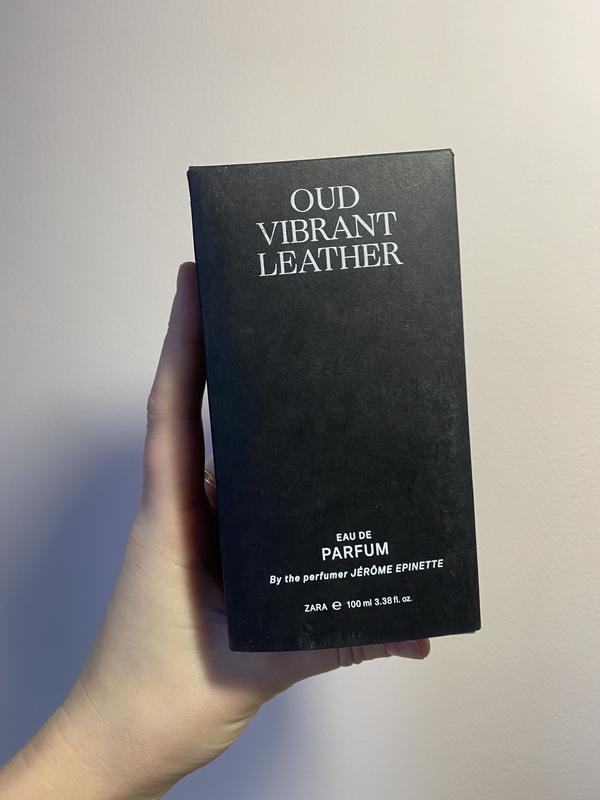 OUD
VIBRANT
LEATHER
EAU DE
PARFUM
By the perfumer JÉRÔME EPINETTE
ZARA ℮ 100 ml 3.38 fl. oz.